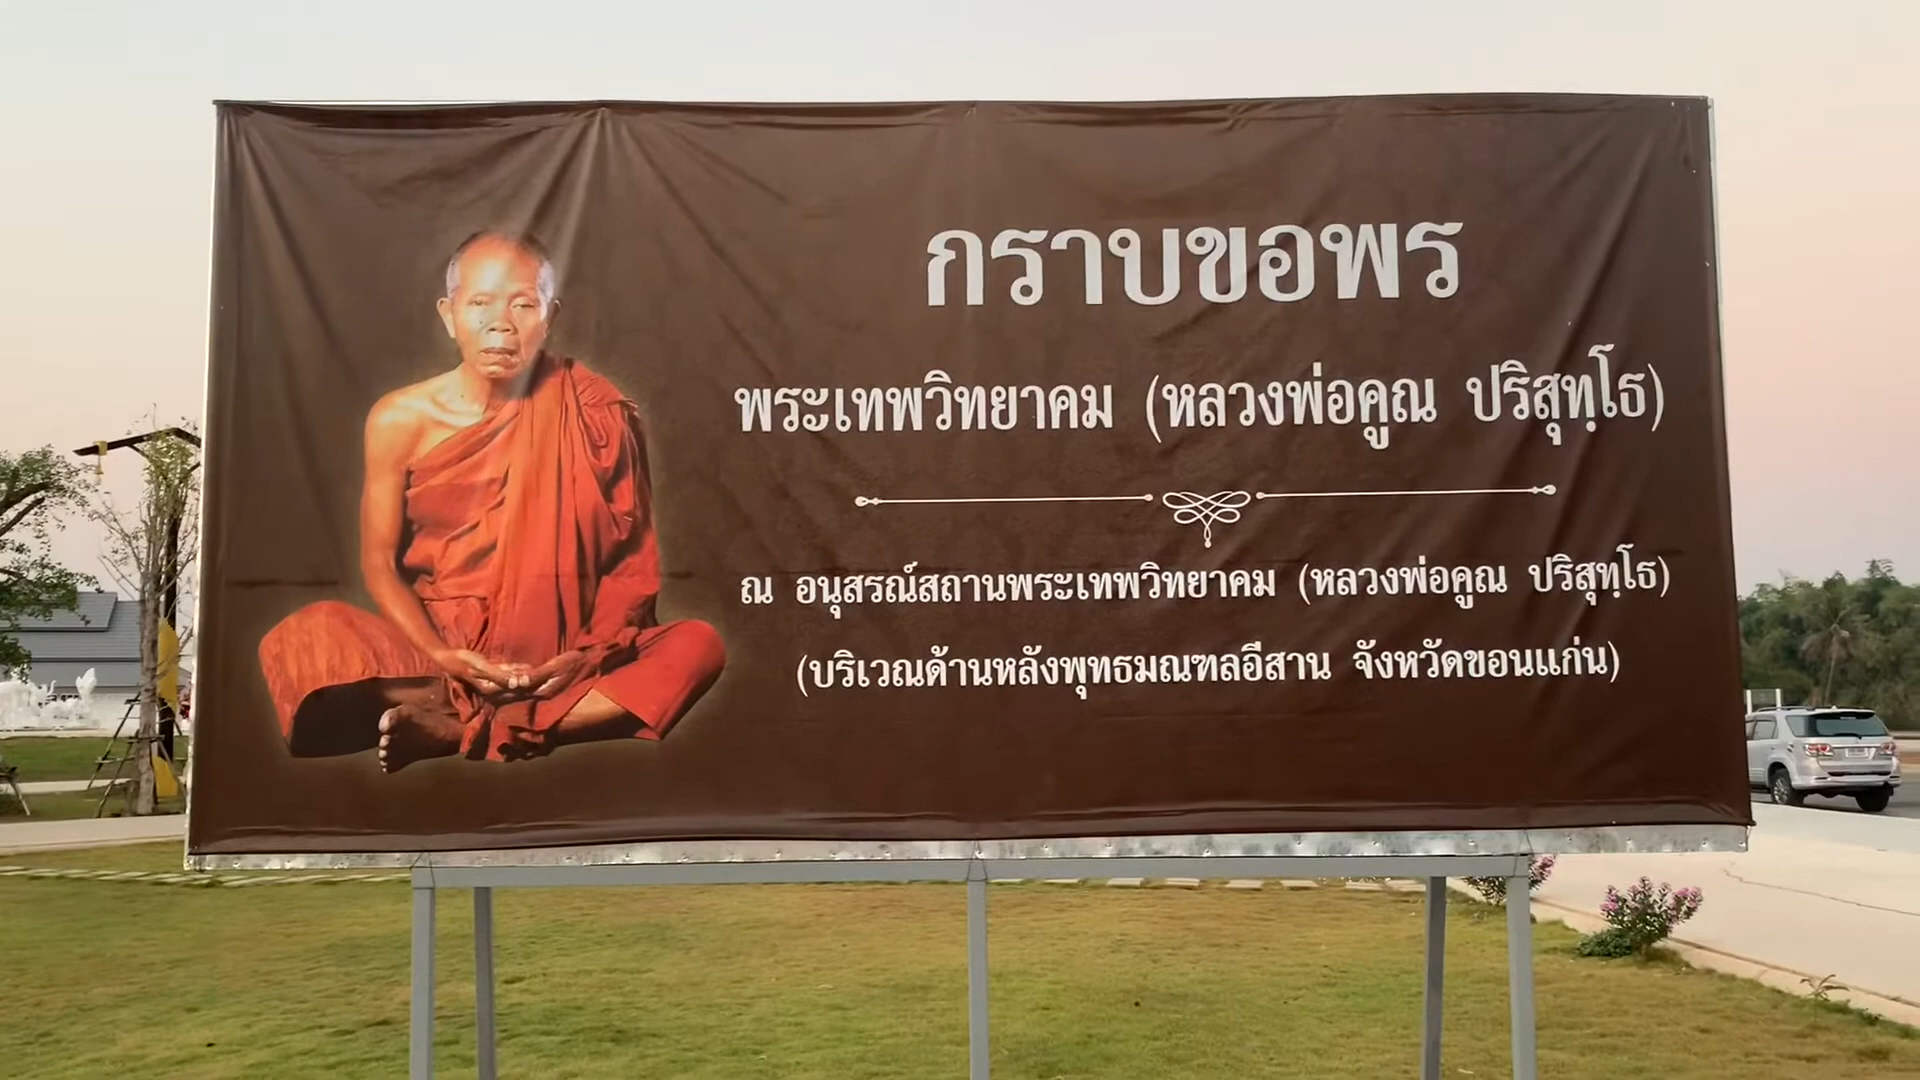 กราบขอพร
พระเทพวิทยาคม (หลวงพ่อคูณ ปริสุทฺโธ)
ณ อนุสรณ์สถานพระเทพวิทยาคม (หลวงพ่อคูณ ปริสุทฺโธ)
(บริเวณด้านหลังพุทธมณฑลอีสาน จังหวัดขอนแก่น)